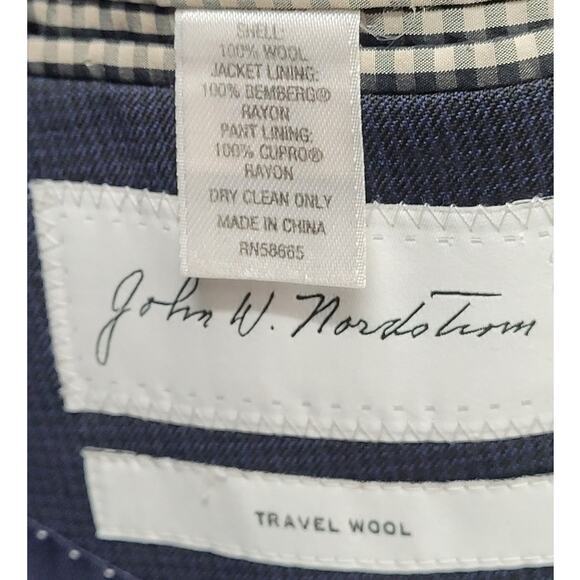 SHELL:
100% WOOL
JACKET LINING:
100% BEMBERG®
RAYON
PANT LINING:
100% CUPRO®
RAYON
DRY CLEAN ONLY
MADE IN CHINA
RN58665
John W. Nordstrom
TRAVEL WOOL